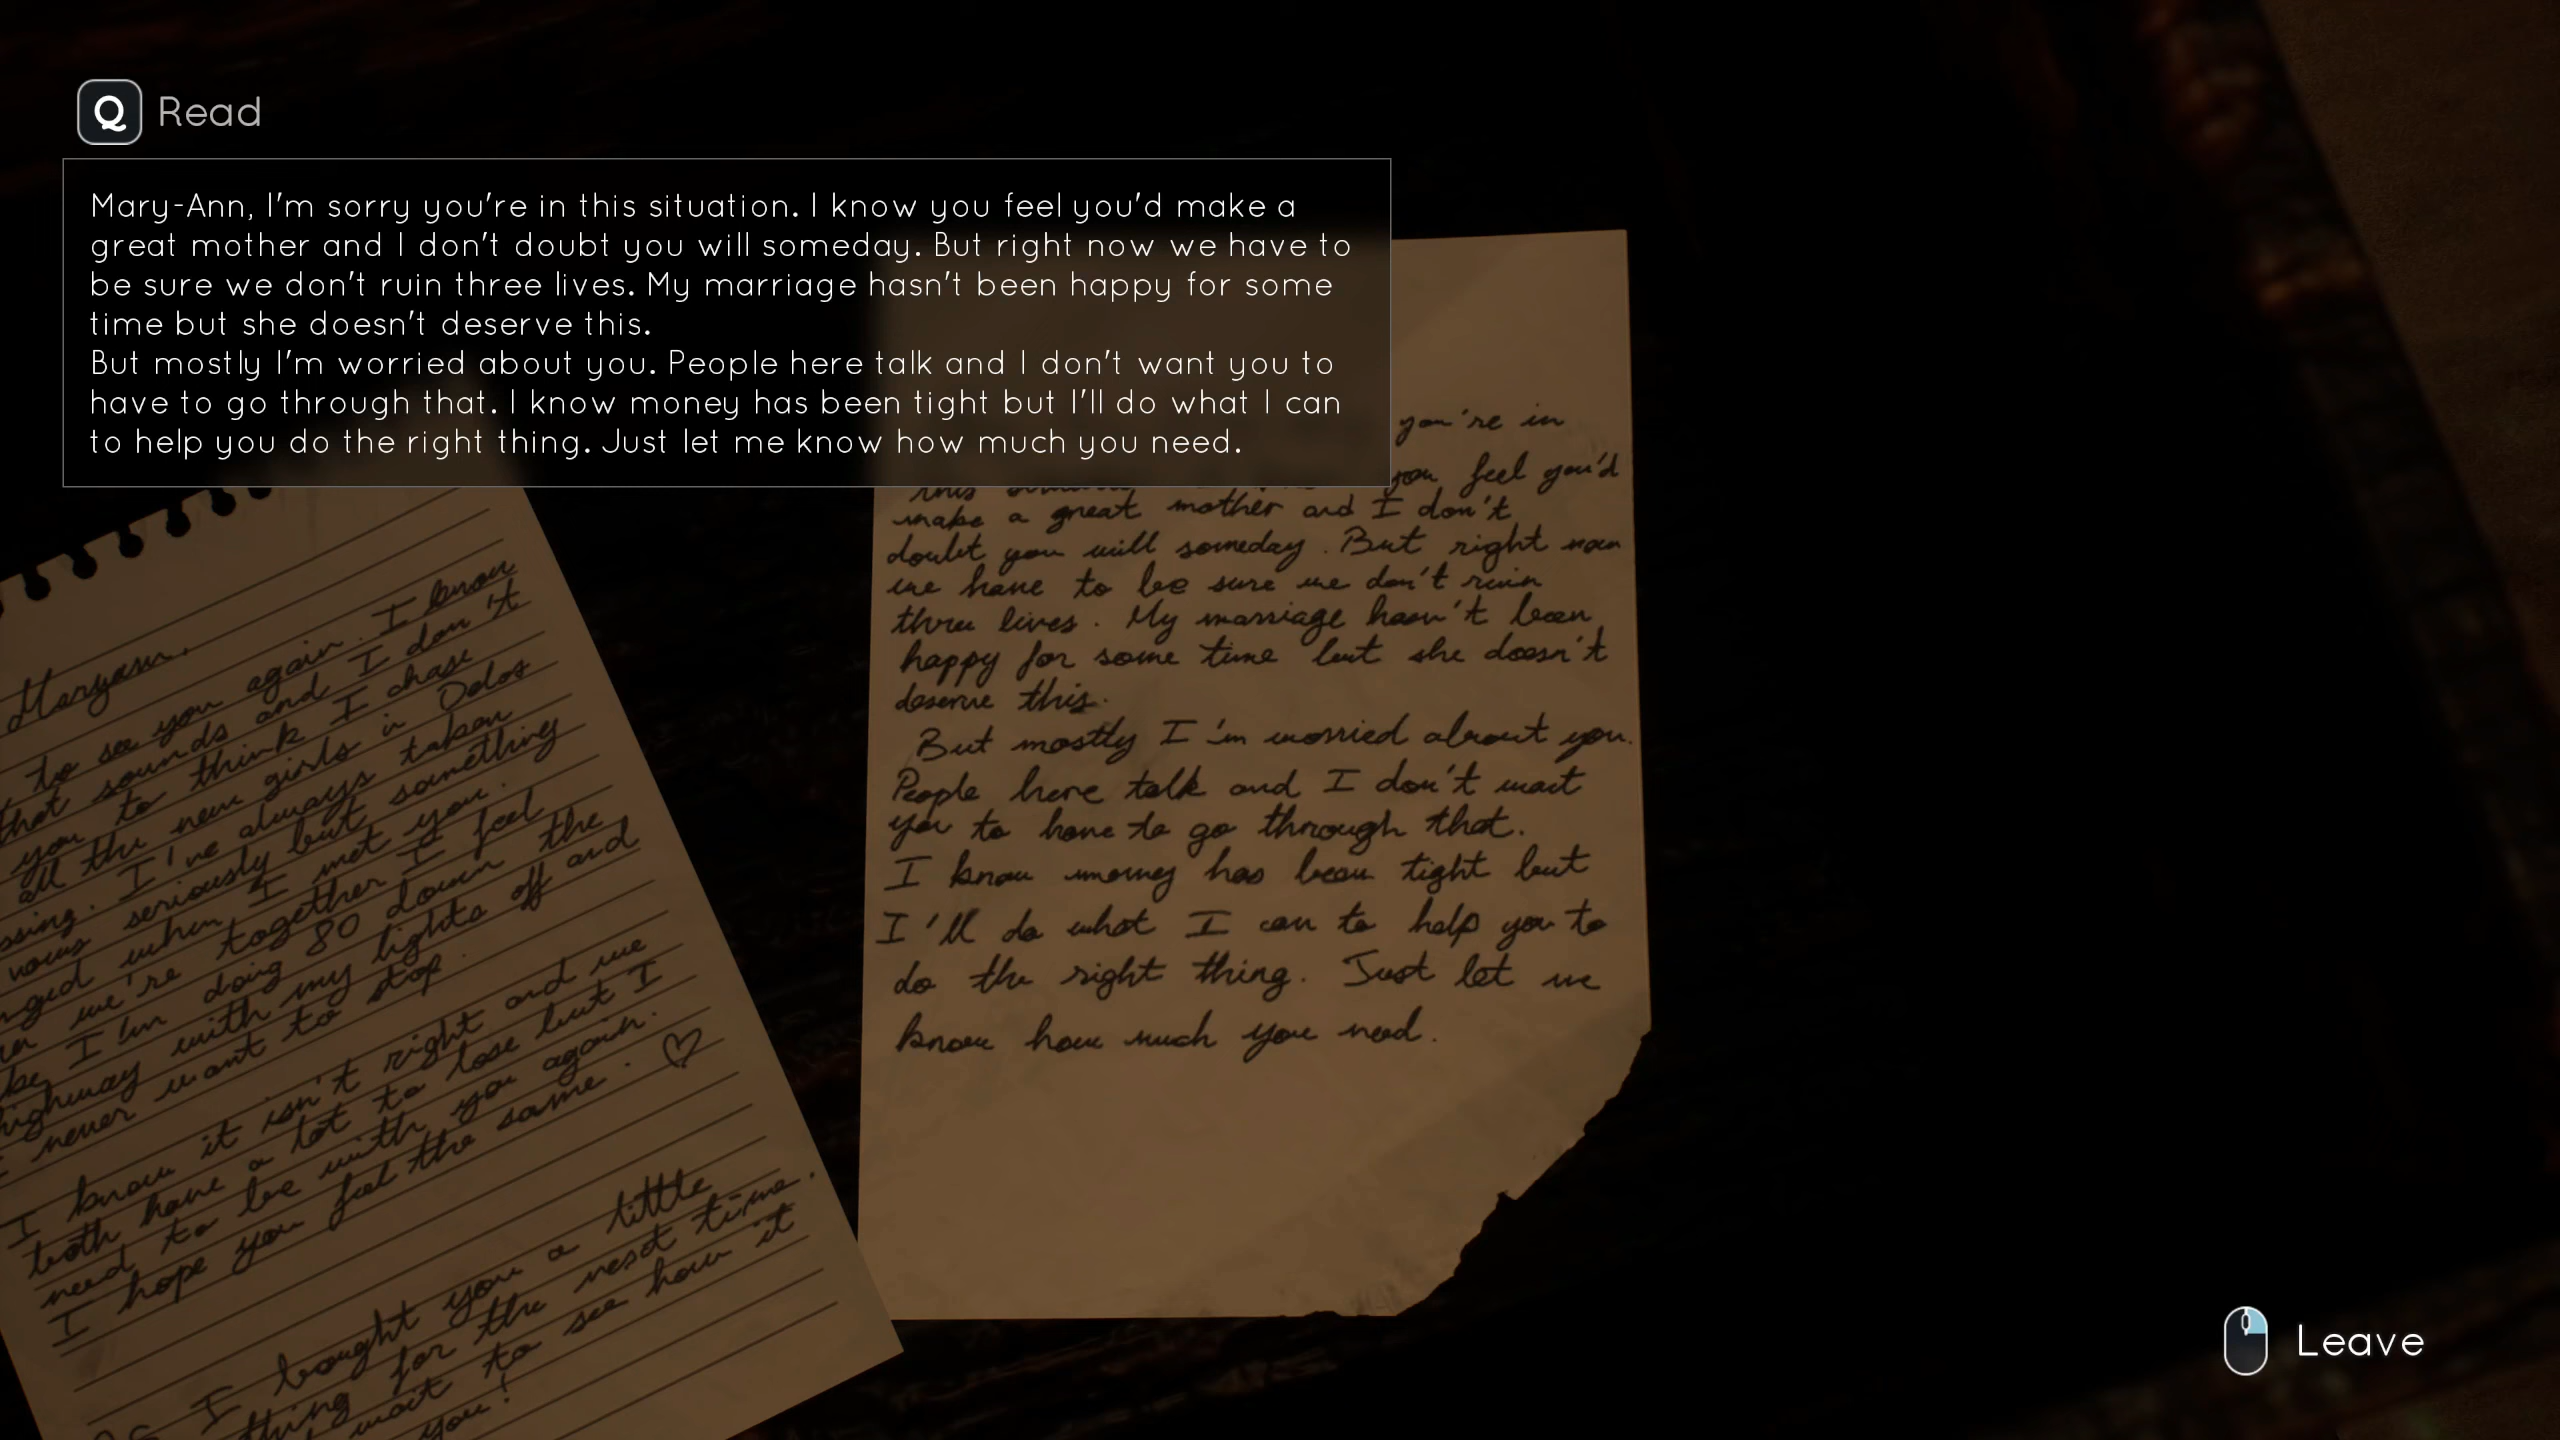 Q Read
Mary-Ann, I'm sorry you're in this situation. I know you feel you'd make a
great mother and I don't doubt you will someday. But right now we have to
be sure we don't ruin three lives. My marriage hasn't been happy for some
time but she doesn't deserve this.
But mostly I'm worried about you. People here talk and I don't want you to
have to go through that. I know money has been tight but I'll do what I can
to help you do the right thing. Just let me know how much you need.
Maryann,
to see you again. I know
that sounds and I don't
you to think I chase
all the new girls in Delos
ssing. I've always taken
vows seriously but something
nged when I met you.
en we're together I feel
be I'm doing 80 down the
highway with my lights off and
I never want to stop.
I know it isn't right and we
both have a lot to lose but I
need to be with you again.
I hope you feel the same. ♡
PS I bought you a little
thing for the next time.
wait to see how it
you!
you're in
this you feel you'd
make a great mother and I don't
doubt you will someday. But right now
we have to be sure we don't ruin
three lives. My marriage hasn't been
happy for some time but she doesn't
deserve this.
But mostly I'm worried about you.
People here talk and I don't want
you to have to go through that.
I know money has been tight but
I'll do what I can to help you to
do the right thing. Just let me
know how much you need.
Leave